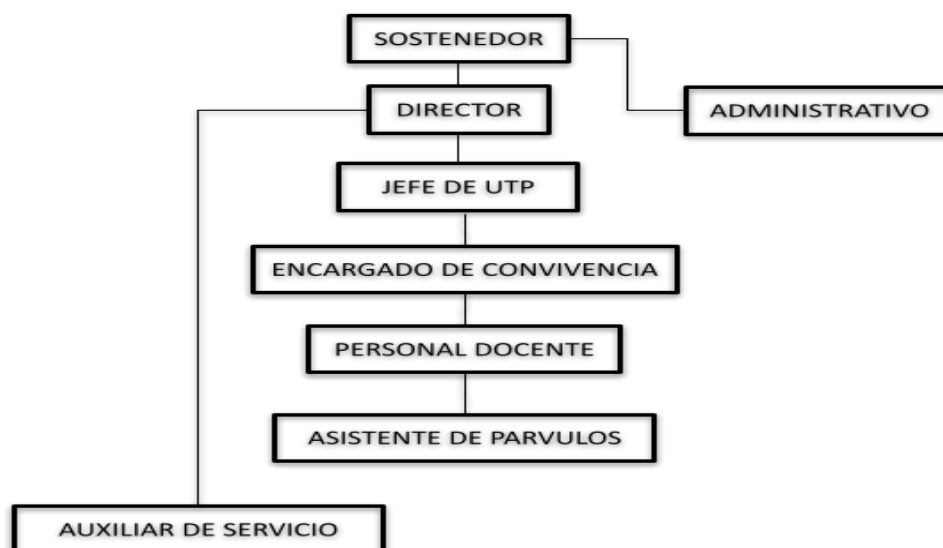 SOSTENEDOR
DIRECTOR
ADMINISTRATIVO
JEFE DE UTP
ENCARGADO DE CONVIVENCIA
PERSONAL DOCENTE
ASISTENTE DE PARVULOS
AUXILIAR DE SERVICIO